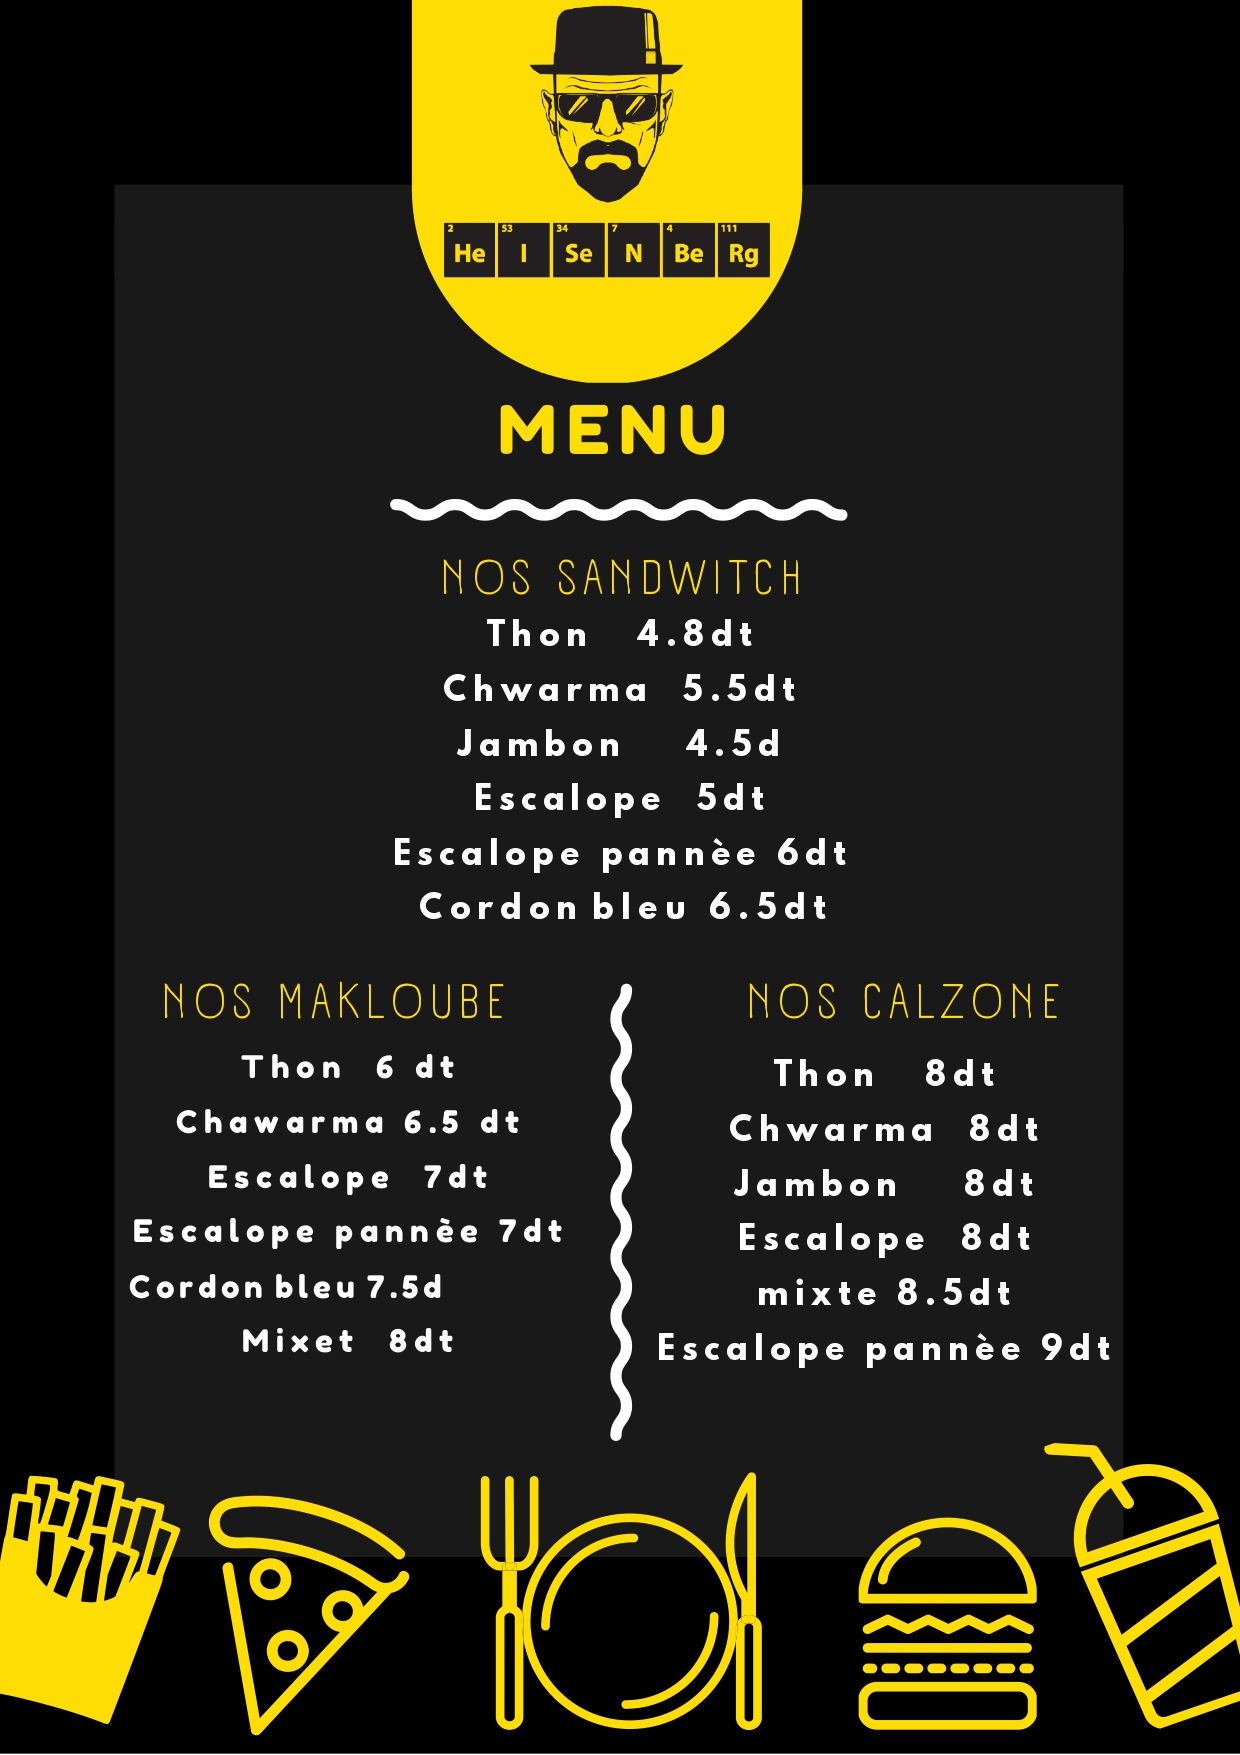 2 53 34 7 4 111
He I Se N Be Rg
MENU
NOS SANDWITCH
Thon 4.8dt
Chwarma 5.5dt
Jambon 4.5d
Escalope 5dt
Escalope pannèe 6dt
Cordon bleu 6.5dt
NOS MAKLOUBE
Thon 6 dt
Chawarma 6.5 dt
Escalope 7dt
Escalope pannèe 7dt
Cordon bleu 7.5d
Mixet 8dt
NOS CALZONE
Thon 8dt
Chwarma 8dt
Jambon 8dt
Escalope 8dt
mixte 8.5dt
Escalope pannèe 9dt